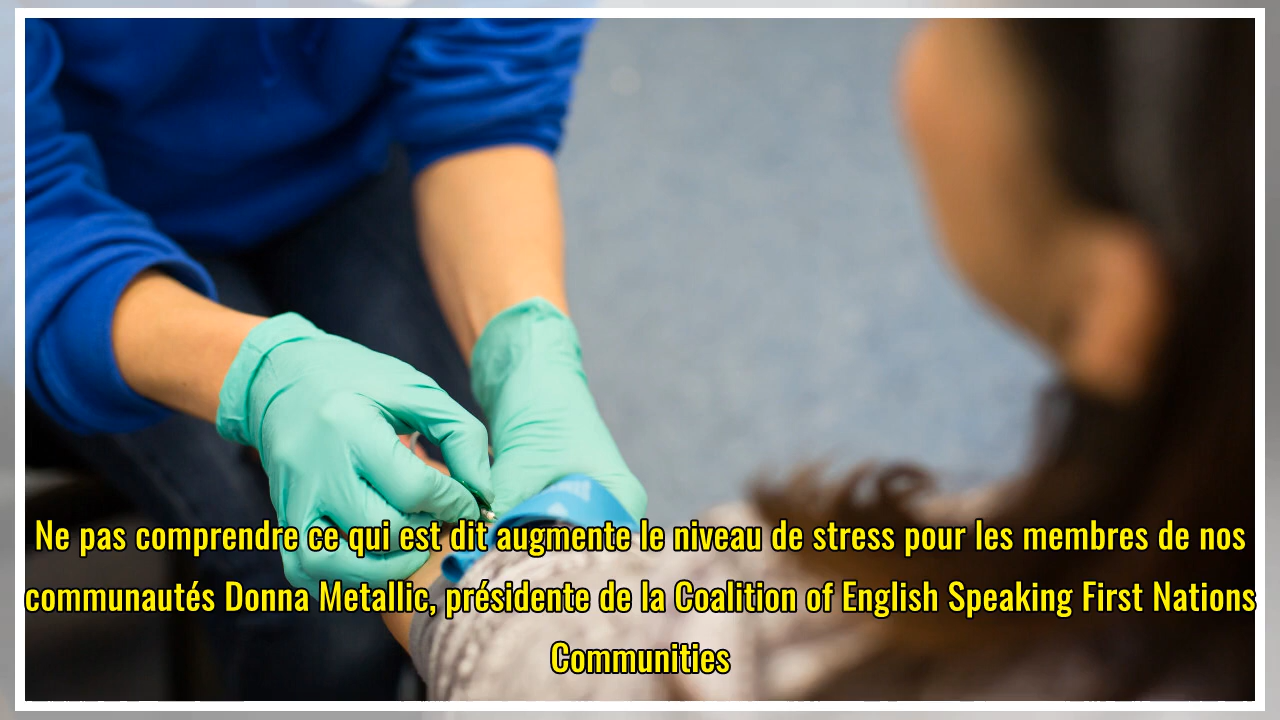 Ne pas comprendre ce qui est dit augmente le niveau de stress pour les membres de nos
communautés Donna Metallic, présidente de la Coalition of English Speaking First Nations
Communities